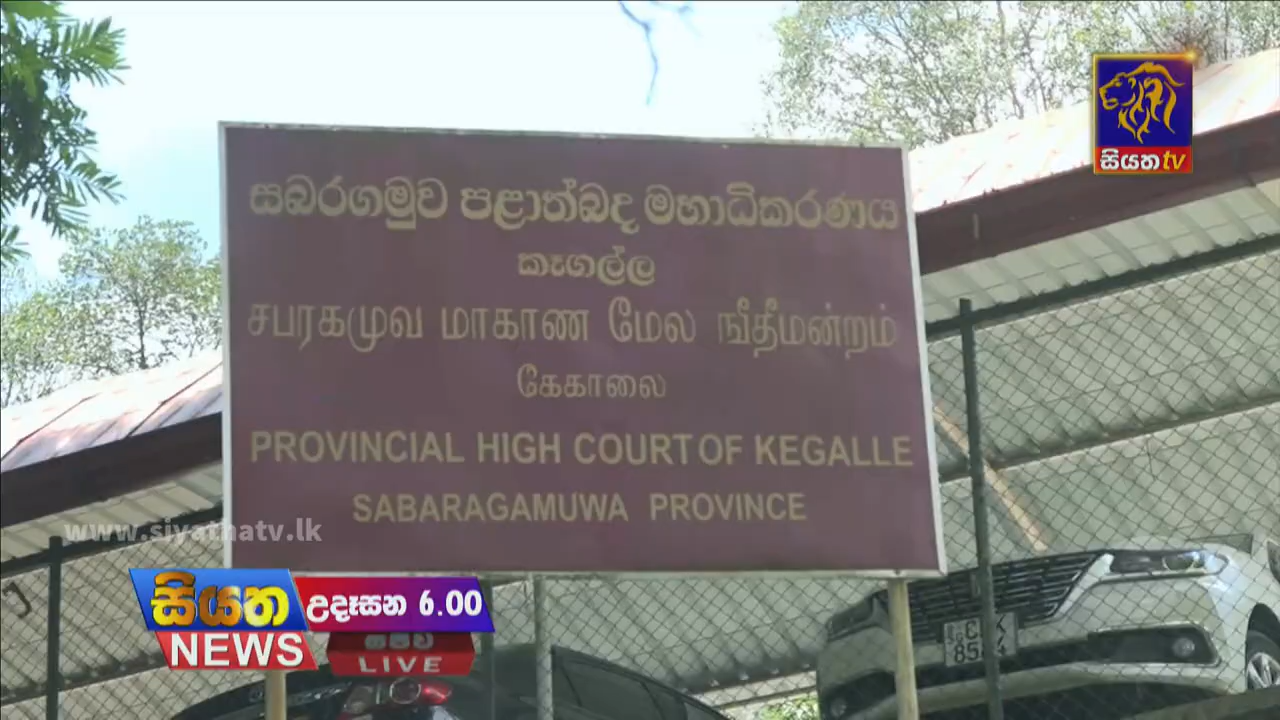 සියත tv
සබරගමුව පළාත්බද මහාධිකරණය
කෑගල්ල
சபரகமுவ மாகாண மேல நீதிமன்றம்
கேகாலை
PROVINCIAL HIGH COURT OF KEGALLE
SABARAGAMUWA PROVINCE
www.siyathatv.lk
සියත
NEWS
උදෑසන 6.00
LIVE